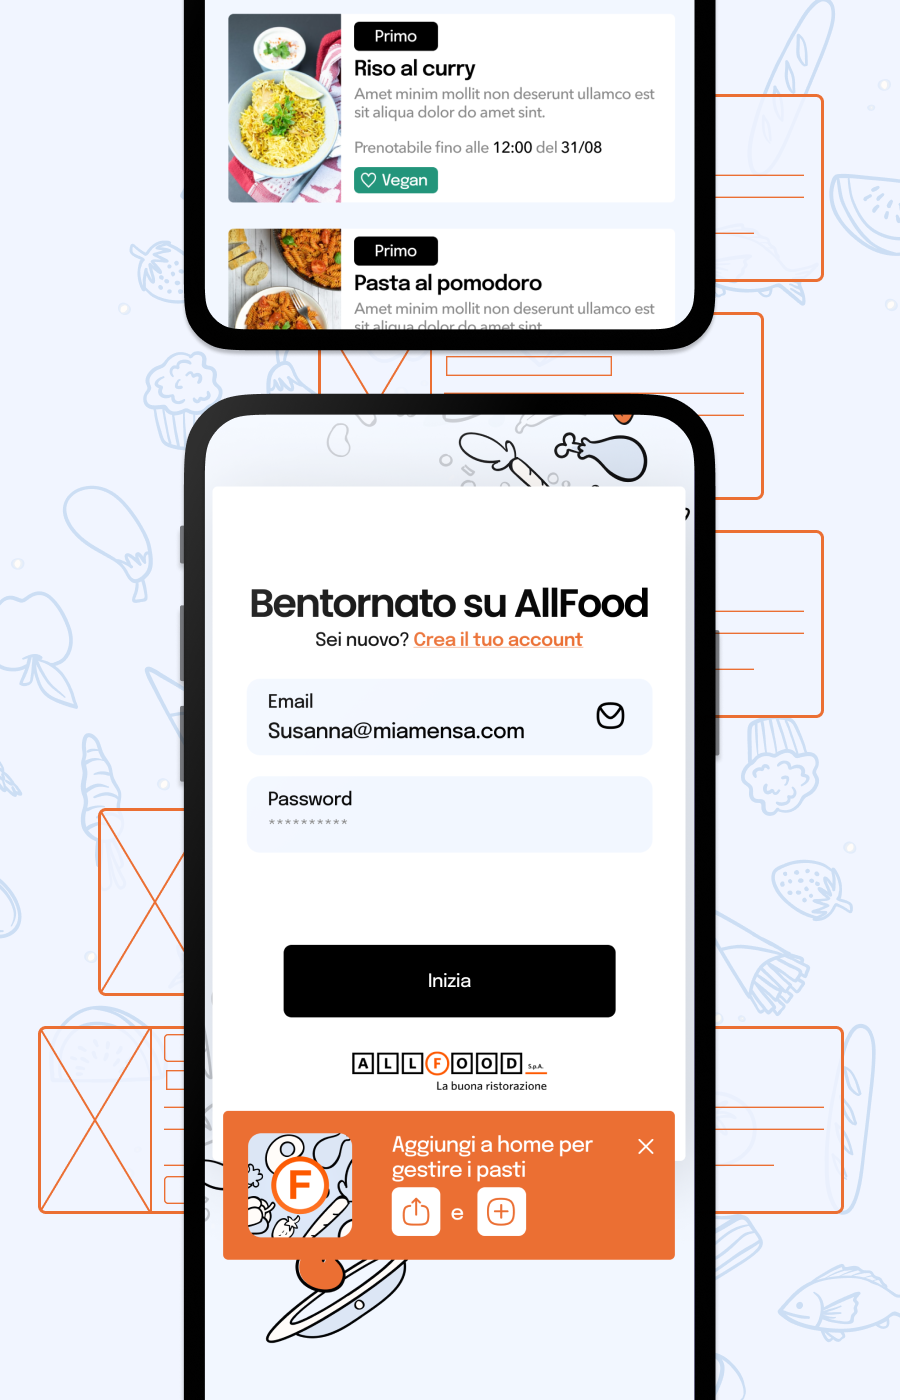 Primo
Riso al curry
Amet minim mollit non deserunt ullamco est
sit aliqua dolor do amet sint.
Prenotabile fino alle 12:00 del 31/08
Vegan
Primo
Pasta al pomodoro
Amet minim mollit non deserunt ullamco est
sit aliqua dolor do amet sint.
Bentornato su AllFood
Sei nuovo? Crea il tuo account
Email
Susanna@miamensa.com
Password
**********
Inizia
ALLFOOD S.p.A.
La buona ristorazione
Aggiungi a home per
gestire i pasti
F
e